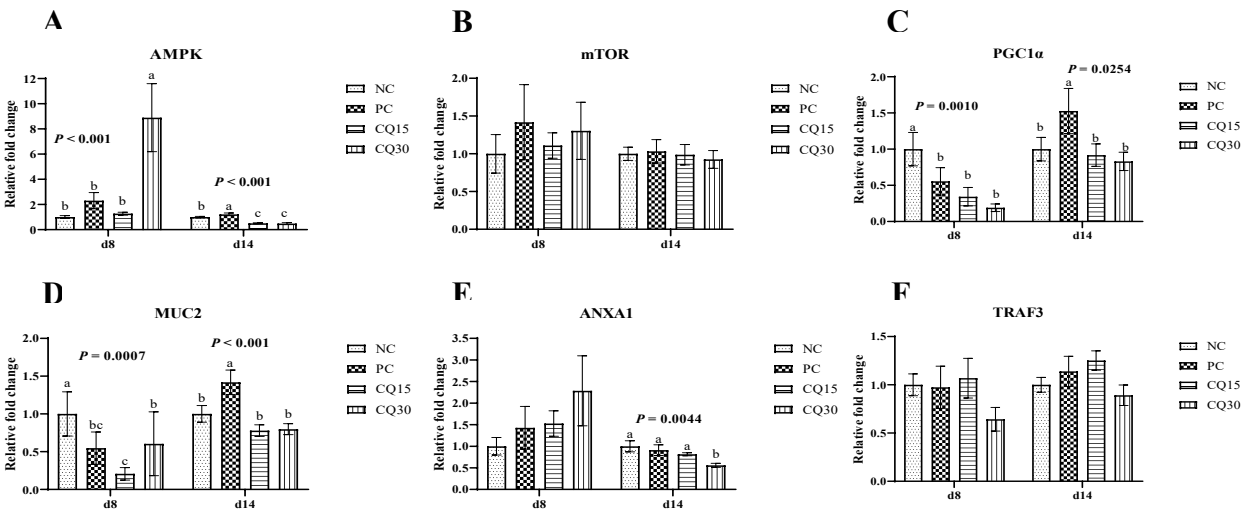 A
AMPK
Relative fold change
12
10
8
6
4
2
0
P < 0.001
P < 0.001
b
b
b
a
b
a
c
c
d8
d14
NC
PC
CQ15
CQ30
B
mTOR
Relative fold change
2.0
1.5
1.0
0.5
0.0
d8
d14
NC
PC
CQ15
CQ30
C
PGC1α
Relative fold change
2.0
1.5
1.0
0.5
0.0
P = 0.0010
P = 0.0254
a
b
b
b
b
a
b
b
d8
d14
NC
PC
CQ15
CQ30
D
MUC2
Relative fold change
2.0
1.5
1.0
0.5
0.0
P = 0.0007
P < 0.001
a
bc
c
b
b
a
b
b
d8
d14
NC
PC
CQ15
CQ30
E
ANXA1
Relative fold change
3.5
3.0
2.5
2.0
1.5
1.0
0.5
0.0
P = 0.0044
a
a
a
b
d8
d14
NC
PC
CQ15
CQ30
F
TRAF3
Relative fold change
1.5
1.0
0.5
0.0
d8
d14
NC
PC
CQ15
CQ30